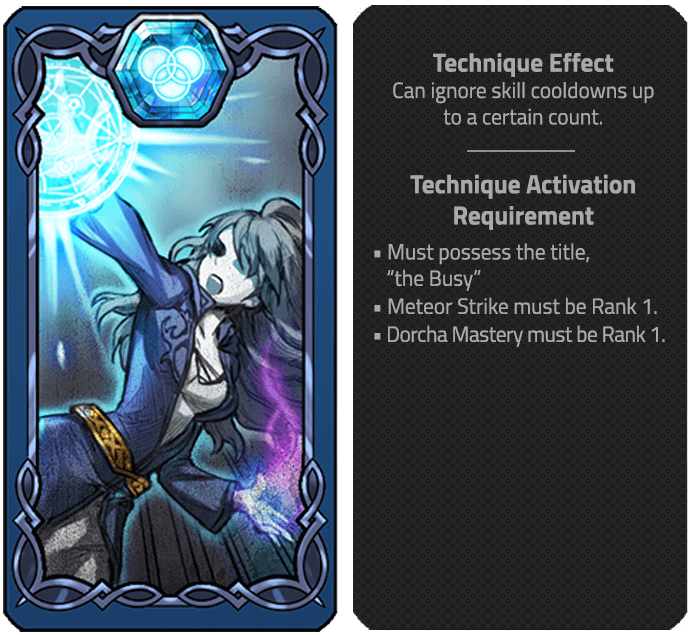 Technique Effect
Can ignore skill cooldowns up
to a certain count.
Technique Activation
Requirement
▪ Must possess the title,
“the Busy”
▪ Meteor Strike must be Rank 1.
▪ Dorcha Mastery must be Rank 1.